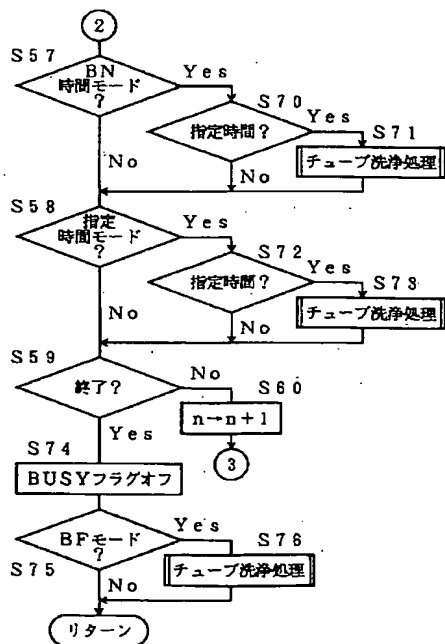 2
S57
BN
時間モード
?
Yes
S70
指定時間?
Yes
S71
チューブ洗浄処理
No
No
S58
指定
時間モード
?
Yes
S72
指定時間?
Yes
S73
チューブ洗浄処理
No
No
S59
終了?
No
S60
n→n+1
3
Yes
S74
BUSYフラグオフ
BFモード
?
Yes
S76
チューブ洗浄処理
S75
No
リターン